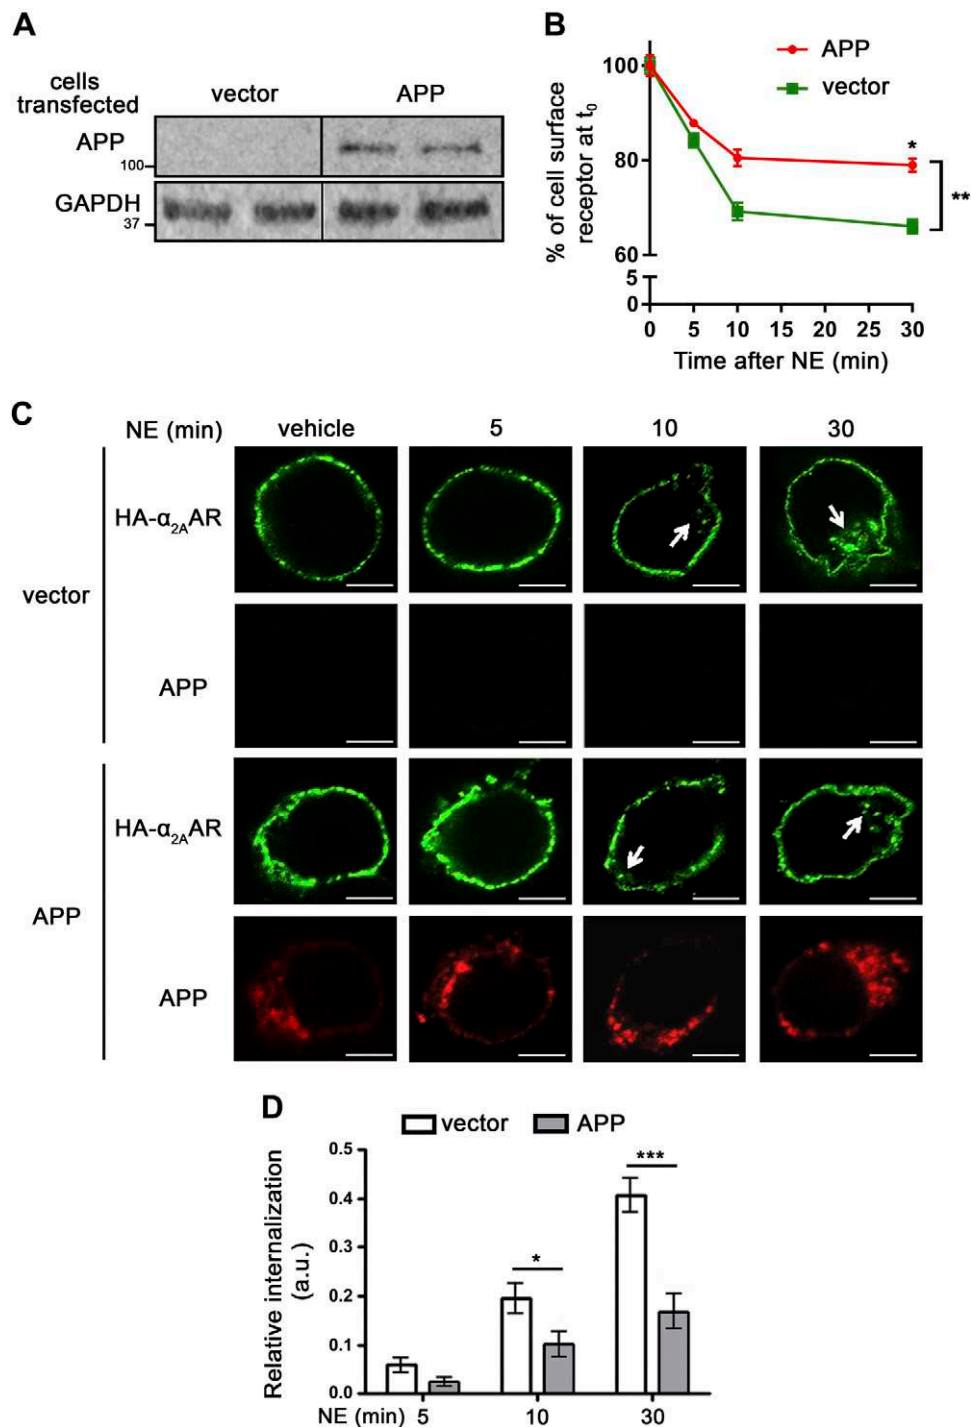 A
cells
transfected
vector
APP
APP
100
GAPDH
37
B
APP
vector
% of cell surface
receptor at t₀
100
80
60
5
0
*
**
0 5 10 15 20 25 30
Time after NE (min)
C
NE (min) vehicle 5 10 30
HA-α₂ₐAR
vector
APP
HA-α₂ₐAR
APP
APP
D
vector APP
Relative internalization
(a.u.)
0.5
0.4
0.3
0.2
0.1
0.0
*
***
NE (min) 5 10 30